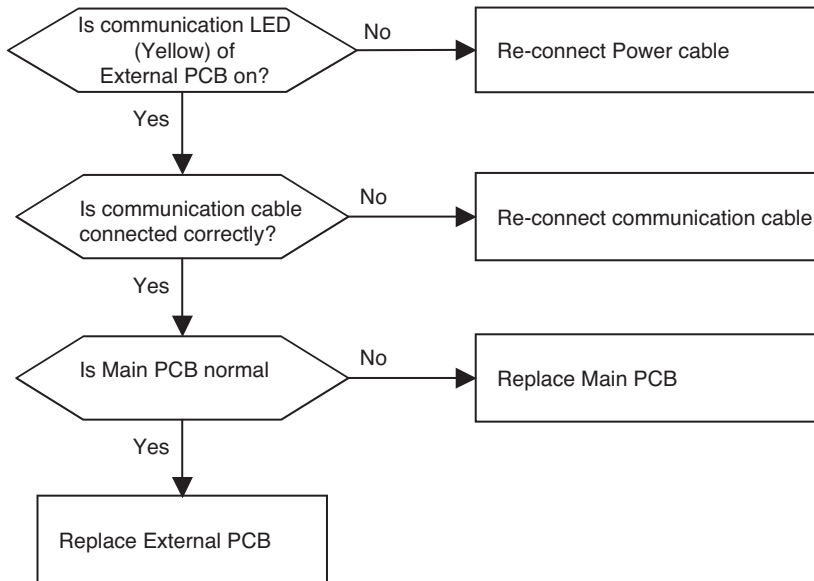 Is communication LED
(Yellow) of
External PCB on?
No
Re-connect Power cable
Yes
Is communication cable
connected correctly?
No
Re-connect communication cable
Yes
Is Main PCB normal
No
Replace Main PCB
Yes
Replace External PCB